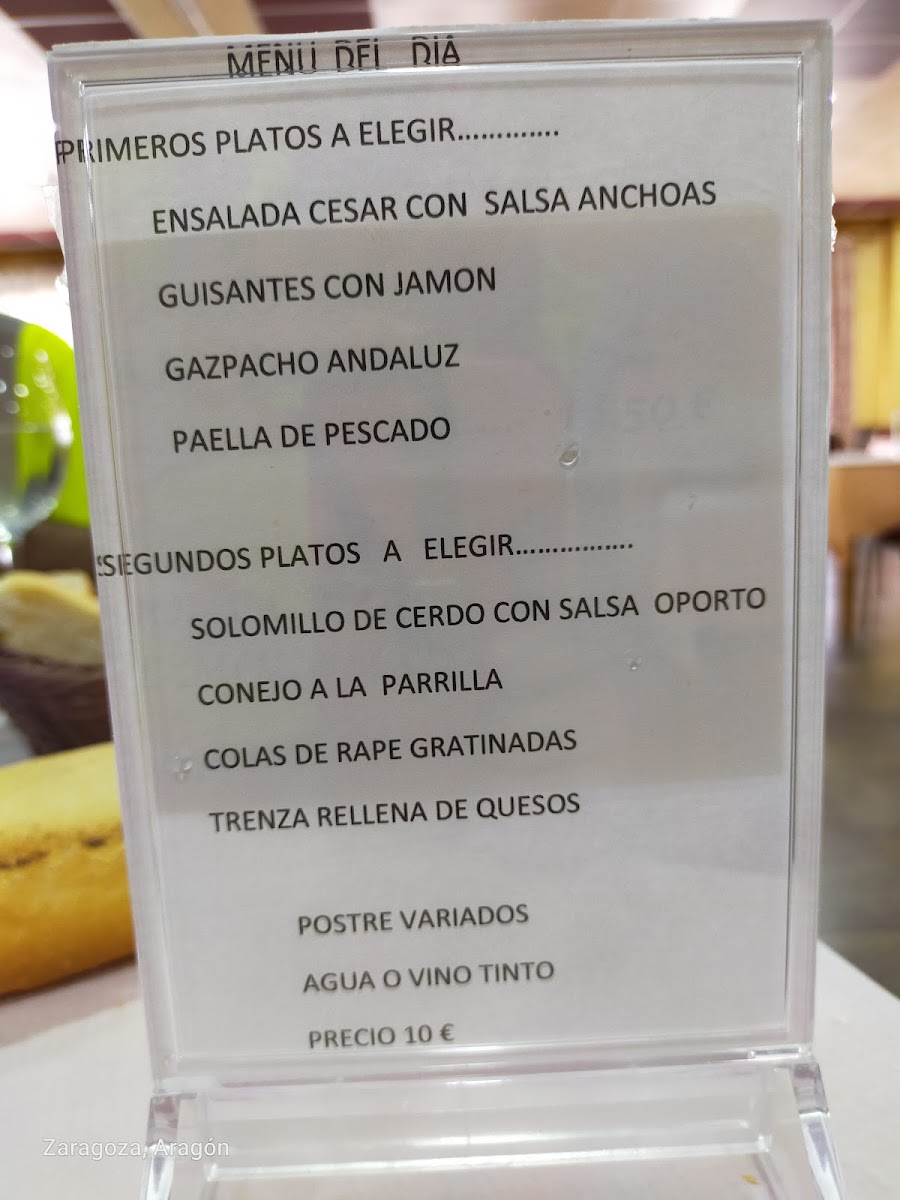 MENU DEL DIA
PRIMEROS PLATOS A ELEGIR.............
ENSALADA CESAR CON SALSA ANCHOAS
GUISANTES CON JAMON
GAZPACHO ANDALUZ
PAELLA DE PESCADO
SEGUNDOS PLATOS A ELEGIR................
SOLOMILLO DE CERDO CON SALSA OPORTO
CONEJO A LA PARRILLA
COLAS DE RAPE GRATINADAS
TRENZA RELLENA DE QUESOS
POSTRE VARIADOS
AGUA O VINO TINTO
PRECIO 10 €
Zaragoza, Aragón